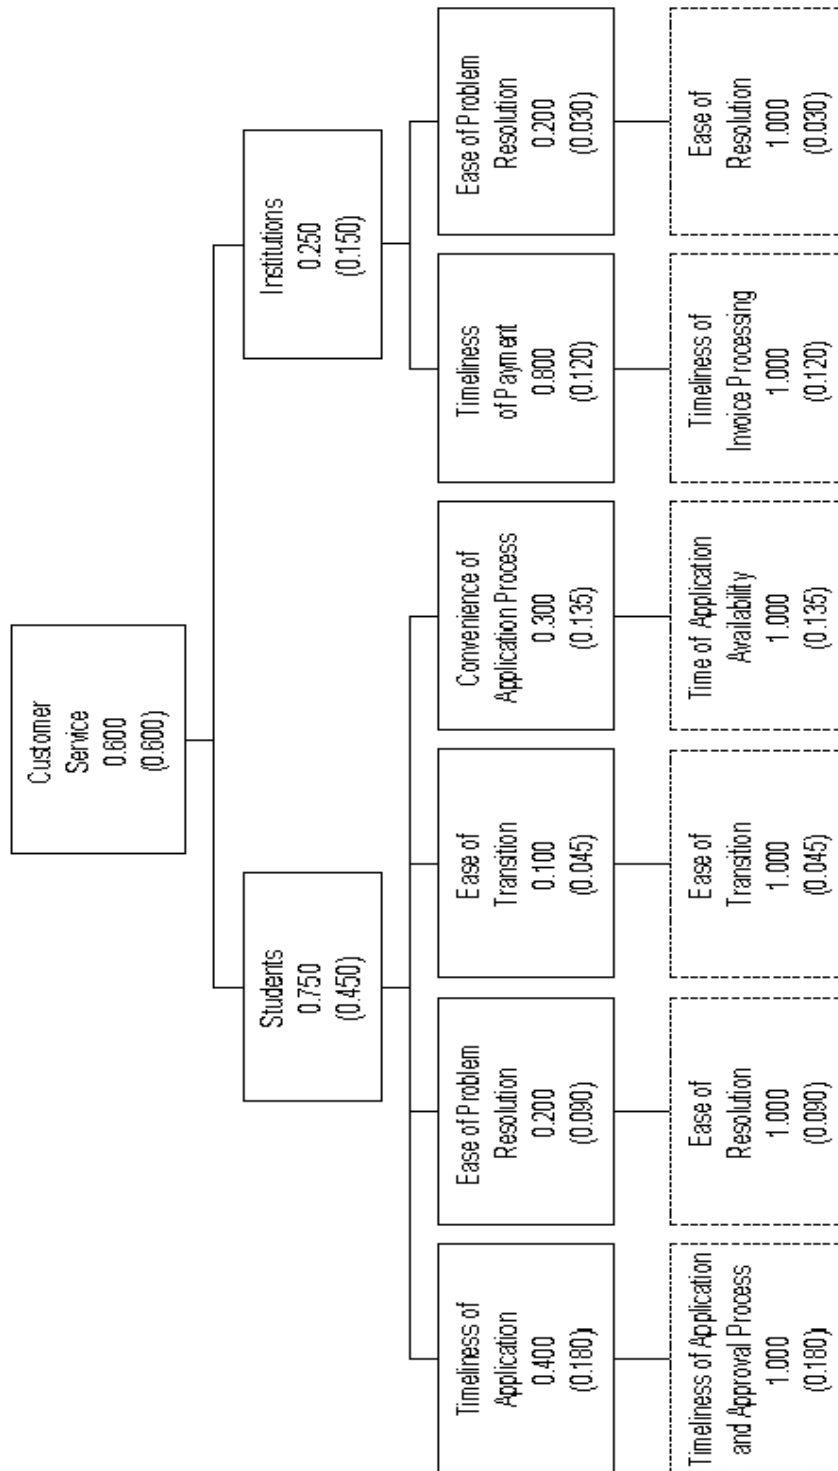 Customer
Service
0.600
(0.600)
Students
0.750
(0.450)
Institutions
0.250
(0.150)
Timeliness of
Application
0.400
(0.180)
Ease of Problem
Resolution
0.200
(0.090)
Ease of
Transition
0.100
(0.045)
Convenience of
Application Process
0.300
(0.135)
Timeliness
of Payment
0.800
(0.120)
Ease of Problem
Resolution
0.200
(0.030)
Timeliness of Application
and Approval Process
1.000
(0.180)
Ease of
Resolution
1.000
(0.090)
Ease of
Transition
1.000
(0.045)
Time of Application
Availability
1.000
(0.135)
Timeliness of
Invoice Processing
1.000
(0.120)
Ease of
Resolution
1.000
(0.030)